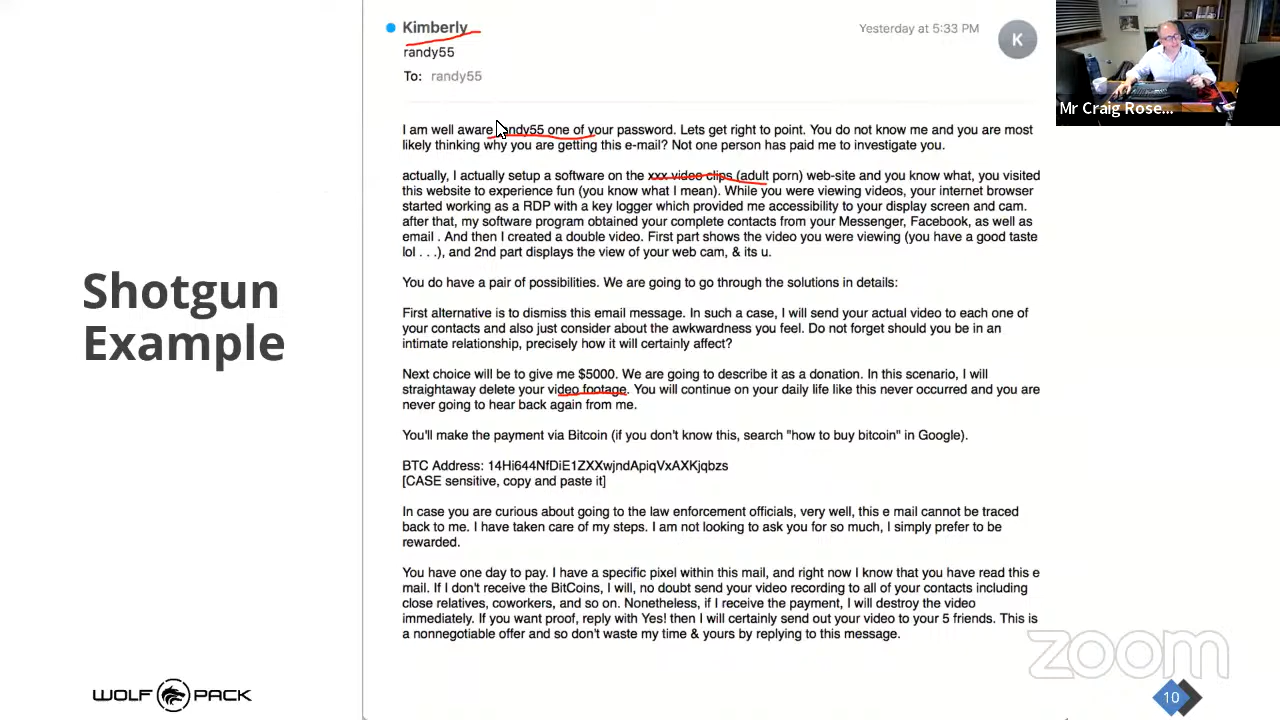 Kimberly
randy55
To: randy55
Yesterday at 5:33 PM
K
Mr Craig Rose...
I am well aware randy55 one of your password. Lets get right to point. You do not know me and you are most
likely thinking why you are getting this e-mail? Not one person has paid me to investigate you.
actually, I actually setup a software on the xxx video clips (adult porn) web-site and you know what, you visited
this website to experience fun (you know what I mean). While you were viewing videos, your internet browser
started working as a RDP with a key logger which provided me accessibility to your display screen and cam.
after that, my software program obtained your complete contacts from your Messenger, Facebook, as well as
email . And then I created a double video. First part shows the video you were viewing (you have a good taste
lol . . .), and 2nd part displays the view of your web cam, & its u.
You do have a pair of possibilities. We are going to go through the solutions in details:
First alternative is to dismiss this email message. In such a case, I will send your actual video to each one of
your contacts and also just consider about the awkwardness you feel. Do not forget should you be in an
intimate relationship, precisely how it will certainly affect?
Next choice will be to give me $5000. We are going to describe it as a donation. In this scenario, I will
straightaway delete your video footage. You will continue on your daily life like this never occurred and you are
never going to hear back again from me.
You'll make the payment via Bitcoin (if you don't know this, search "how to buy bitcoin" in Google).
BTC Address: 14Hi644NfDiE1ZXXwjndApiqVxAXKjqbzs
[CASE sensitive, copy and paste it]
In case you are curious about going to the law enforcement officials, very well, this e mail cannot be traced
back to me. I have taken care of my steps. I am not looking to ask you for so much, I simply prefer to be
rewarded.
You have one day to pay. I have a specific pixel within this mail, and right now I know that you have read this e
mail. If I don't receive the BitCoins, I will, no doubt send your video recording to all of your contacts including
close relatives, coworkers, and so on. Nonetheless, if I receive the payment, I will destroy the video
immediately. If you want proof, reply with Yes! then I will certainly send out your video to your 5 friends. This is
a nonnegotiable offer and so don't waste my time & yours by replying to this message.
Shotgun
Example
WOLF PACK
zoom
10